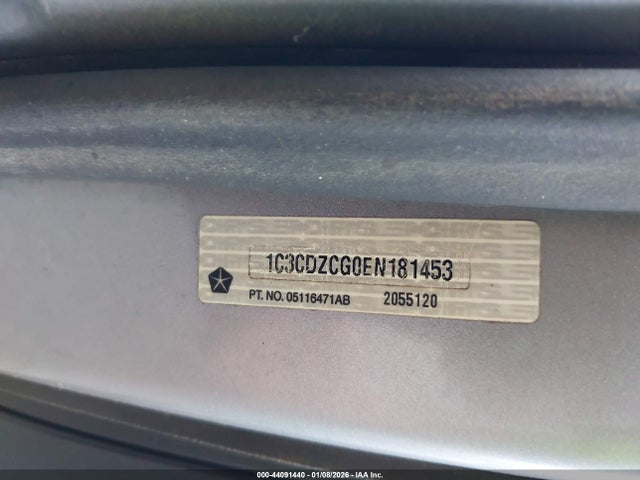 1C3CDZCG0EN181453
PT. NO. 05116471AB 2055120
000-44091440 - 01/08/2026 - IAA Inc.